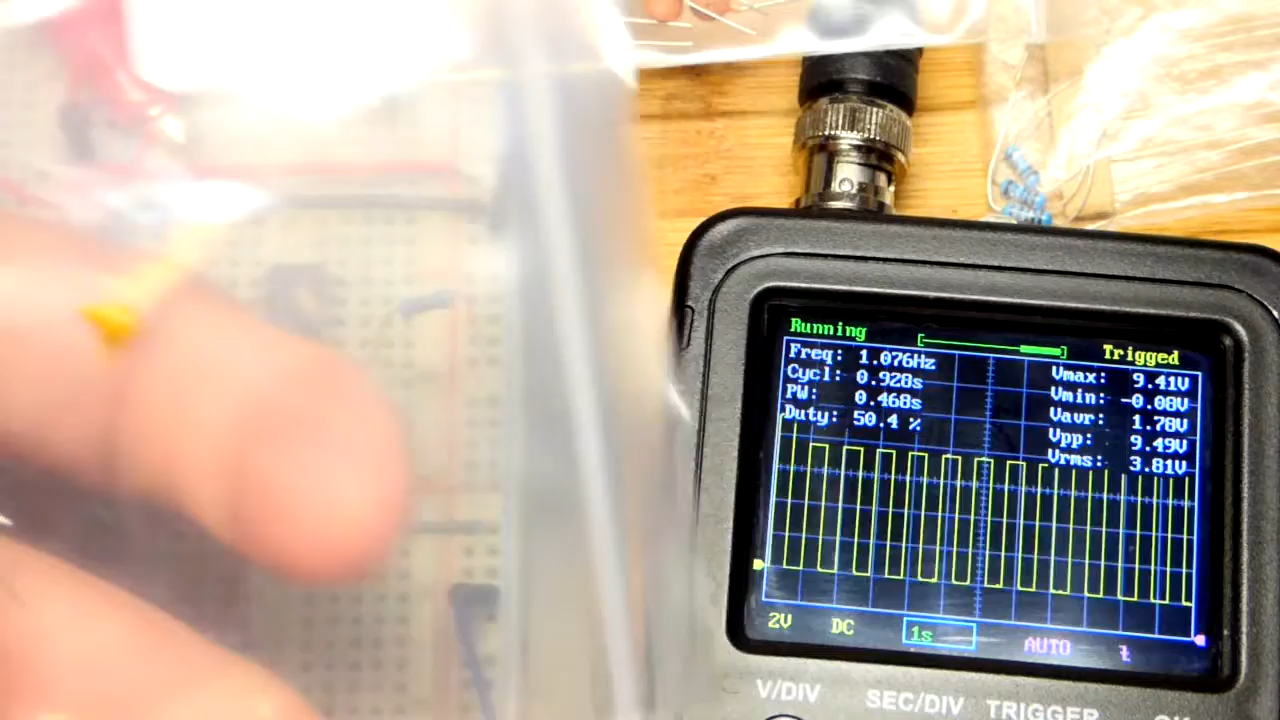 Running
Trigged
Freq: 1.076Hz
Cycl: 0.928s
PW: 0.468s
Duty: 50.4 %
Vmax: 9.41V
Vmin: -0.08V
Vavr: 1.78V
Vpp: 9.49V
Vrms: 3.81V
2V DC 1s AUTO
V/DIV SEC/DIV TRIGGER